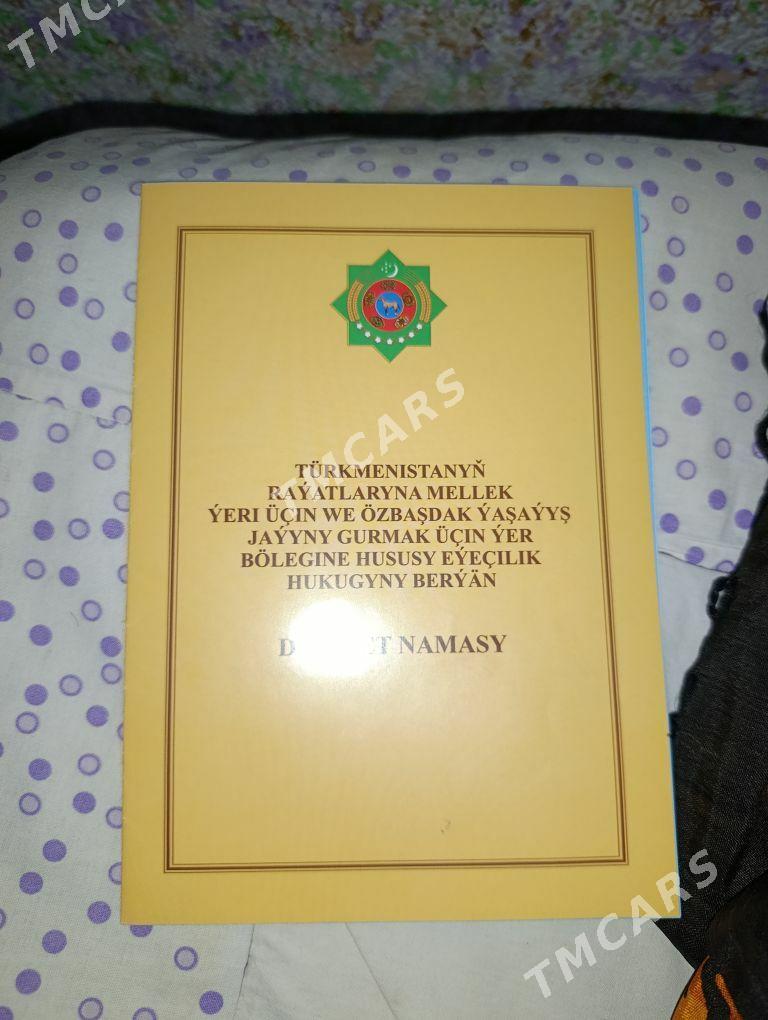 TMCARS
TÜRKMENISTANYŇ
RAÝATLARYNA MELLEK
ÝERI ÜÇIN WE ÖZBAŞDAK ÝAŞAÝYŞ
JAÝYNY GURMAK ÜÇIN ÝER
BÖLEGINE HUSUSY EÝEÇILIK
HUKUGYNY BERÝÄN
NAMASY
TMCARS
TMCARS